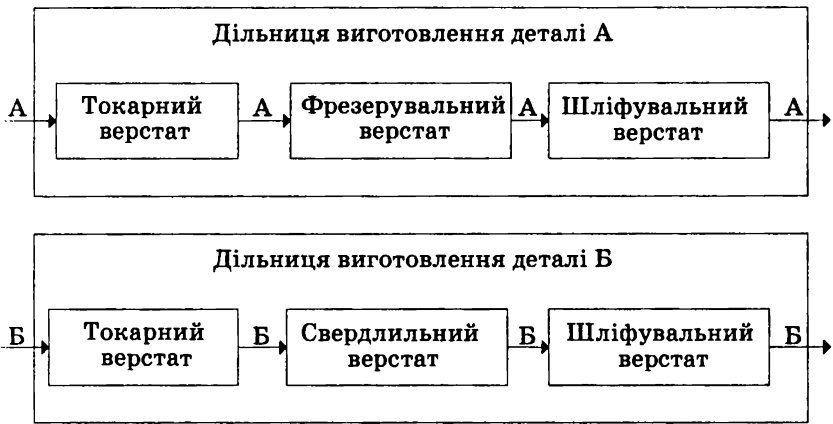 Дільниця виготовлення деталі А
А
Токарний
верстат
А
Фрезерувальний
верстат
А
Шліфувальний
верстат
А
Дільниця виготовлення деталі Б
Б
Токарний
верстат
Б
Свердлильний
верстат
Б
Шліфувальний
верстат
Б